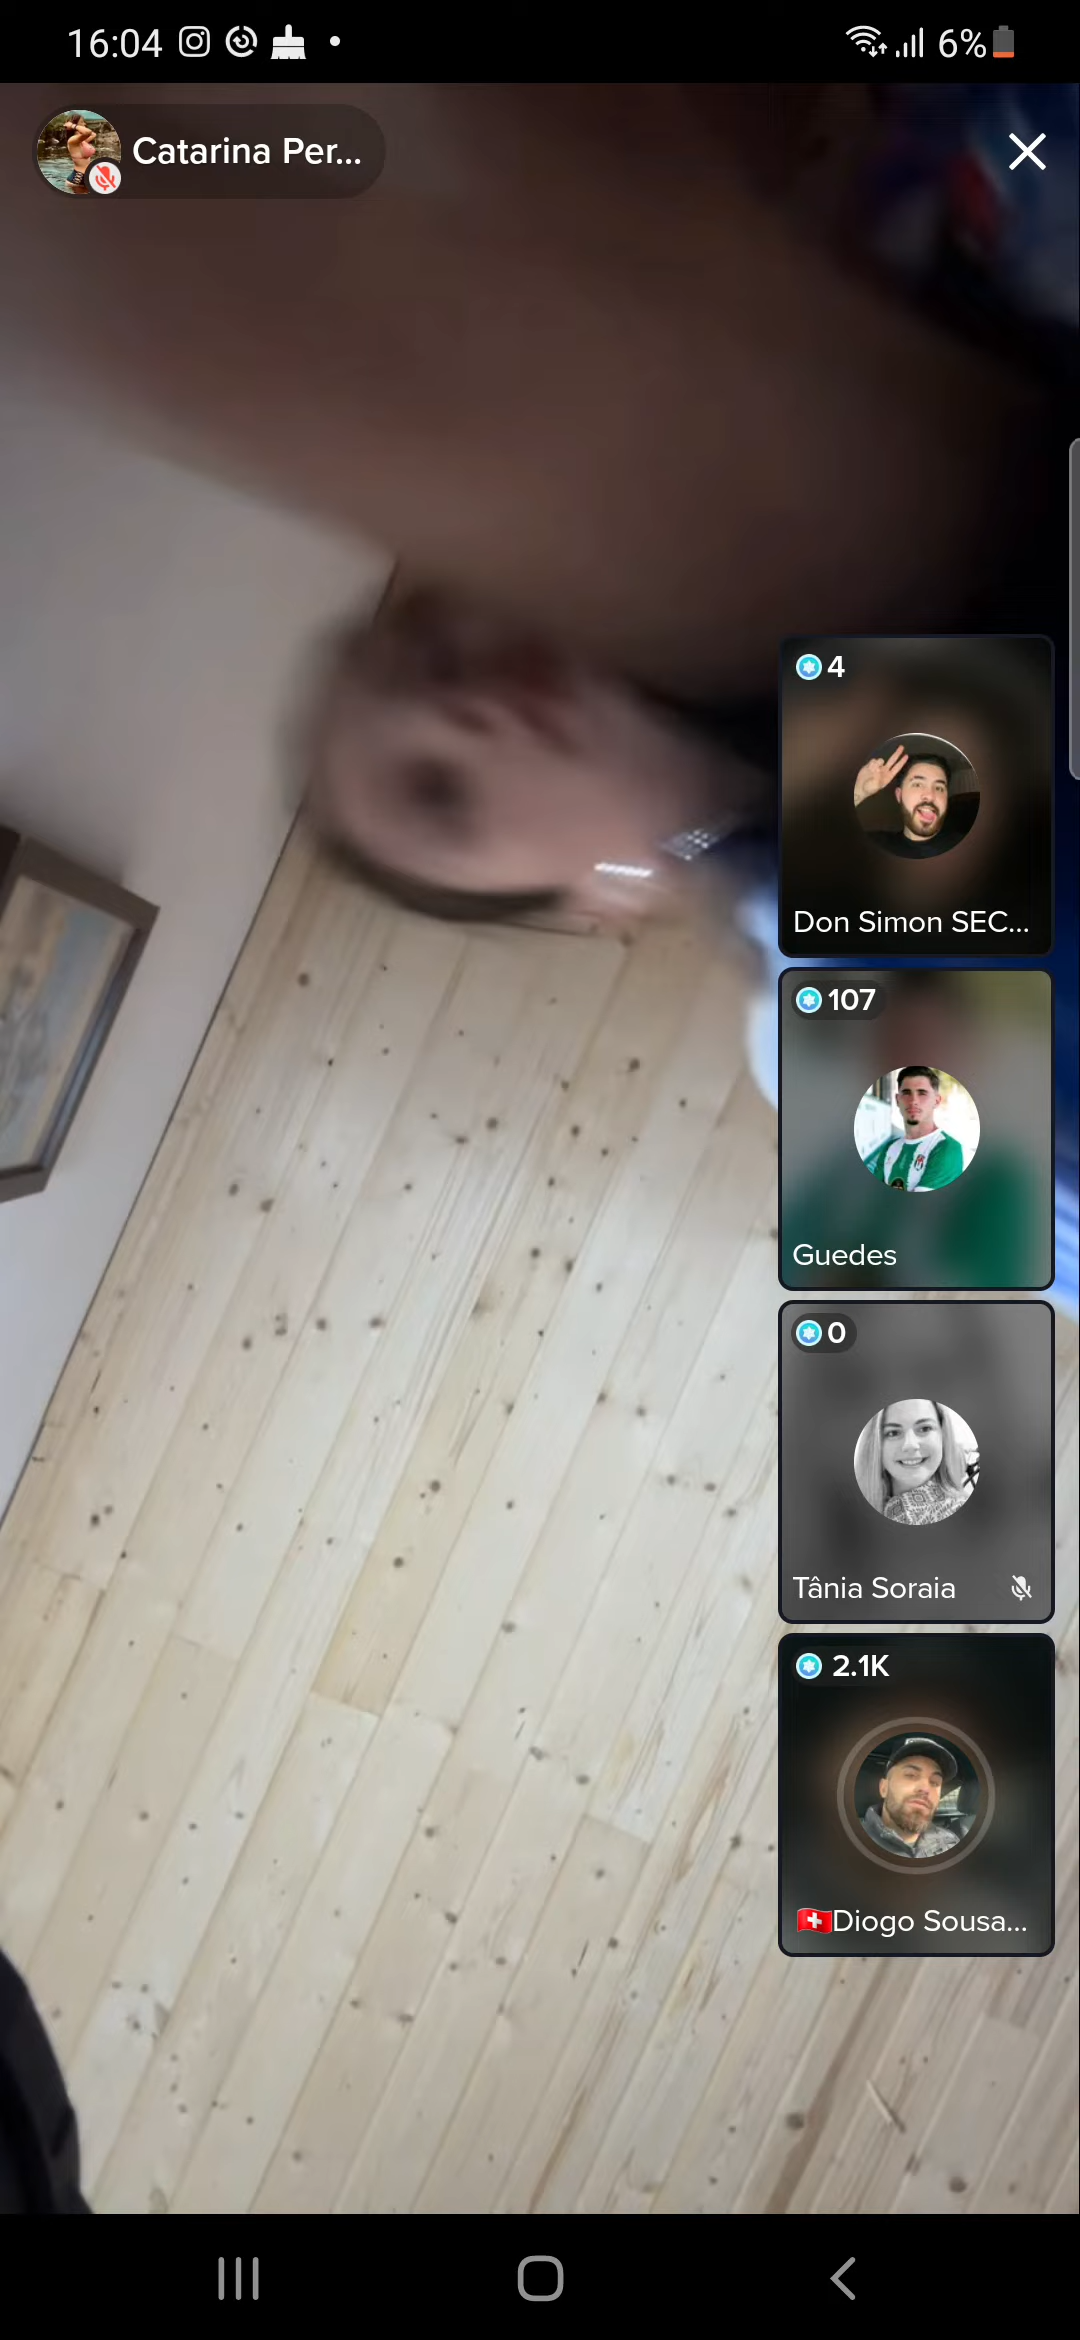 16:04
6%
Catarina Per...
4
Don Simon SEC...
107
Guedes
0
Tânia Soraia
2.1K
🇨🇭Diogo Sousa...